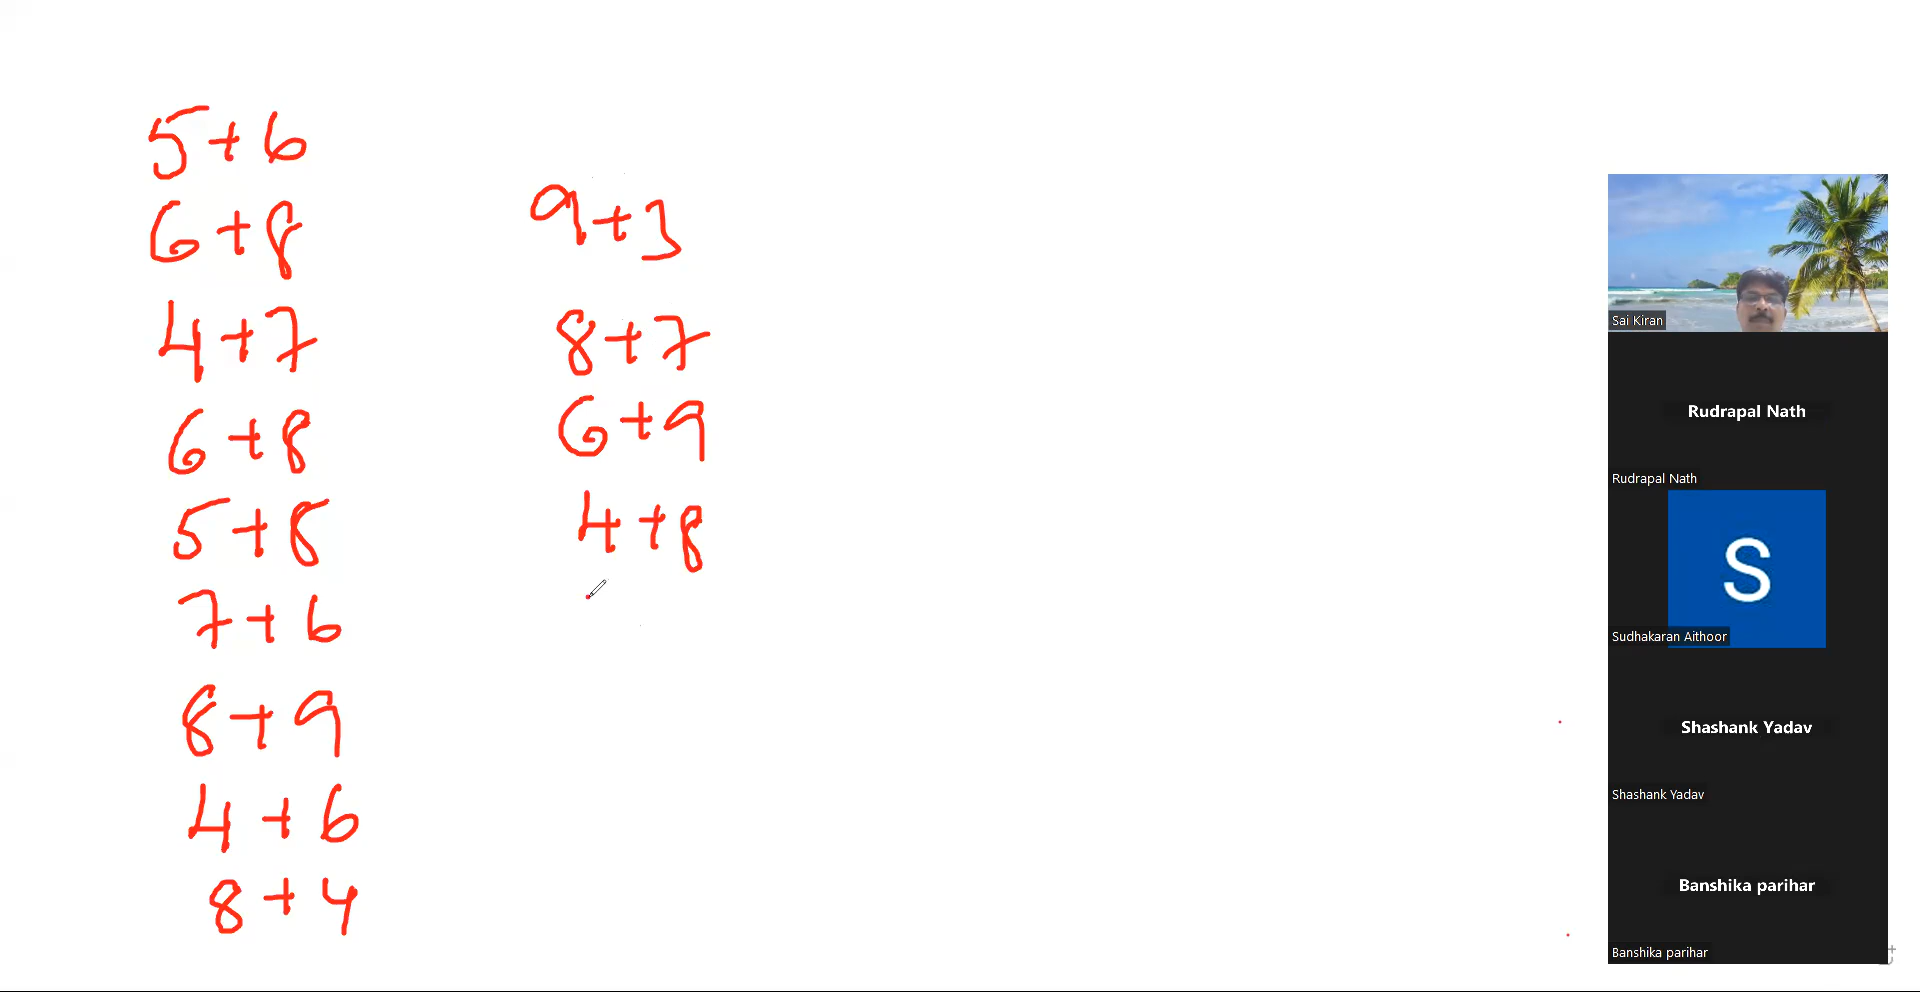 5+6
6+8
4+7
6+8
5+8
7+6
8+9
4+6
8+4
9+3
8+7
6+9
4+8
Sai Kiran
Rudrapal Nath
Rudrapal Nath
S
Sudhakaran Aithoor
Shashank Yadav
Shashank Yadav
Banshika parihar
Banshika parihar